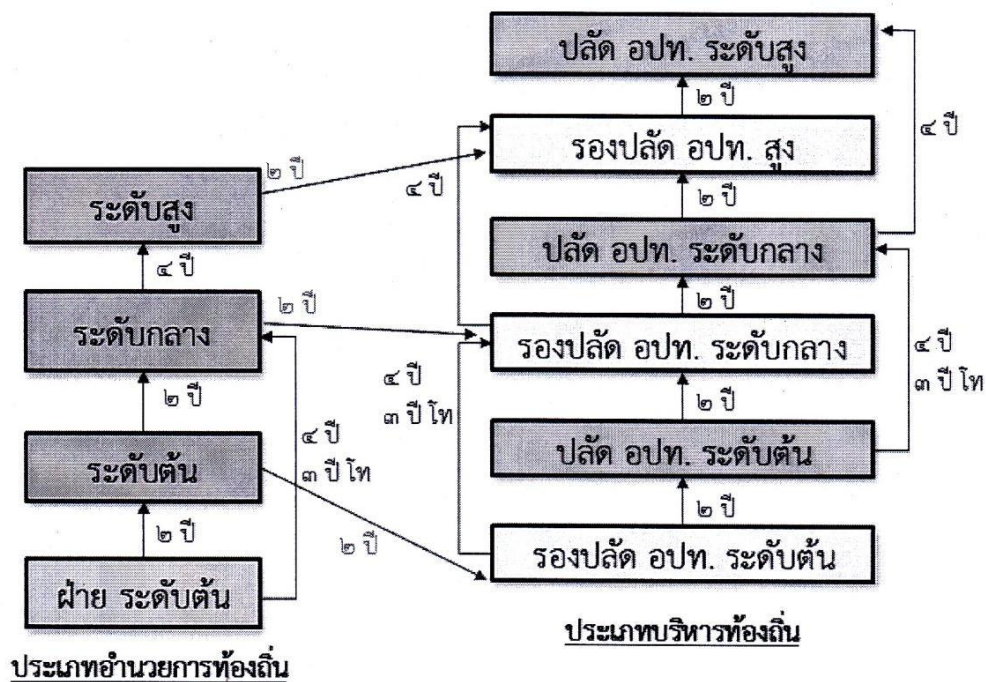 ปลัด อปท. ระดับสูง
๒ ปี
๔ ปี
รองปลัด อปท. สูง
๒ ปี
๔ ปี
ระดับสูง
๒ ปี
ปลัด อปท. ระดับกลาง
๔ ปี
๒ ปี
๒ ปี
ระดับกลาง
รองปลัด อปท. ระดับกลาง
๔ ปี
๓ ปี โท
๔ ปี
๓ ปี โท
๒ ปี
๒ ปี
๔ ปี
๓ ปี โท
ระดับต้น
ปลัด อปท. ระดับต้น
๒ ปี
๒ ปี
๒ ปี
ฝ่าย ระดับต้น
รองปลัด อปท. ระดับต้น
ประเภทอำนวยการท้องถิ่น
ประเภทบริหารท้องถิ่น